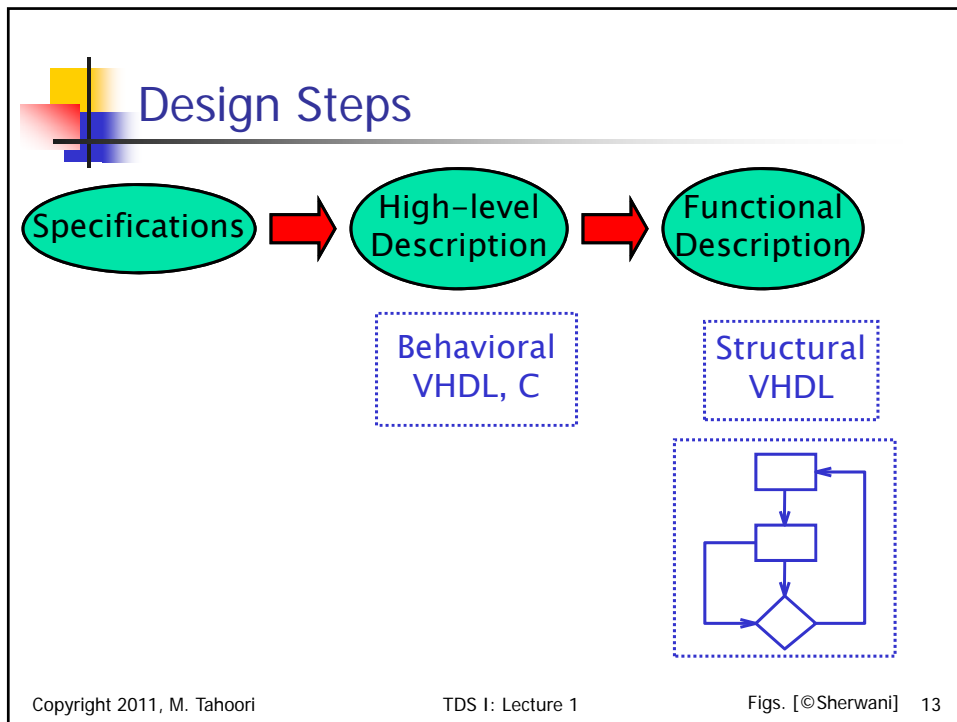 Design Steps
Specifications
High-level
Description
Functional
Description
Behavioral
VHDL, C
Structural
VHDL
Copyright 2011, M. Tahoori
TDS I: Lecture 1
Figs. [©Sherwani]
13